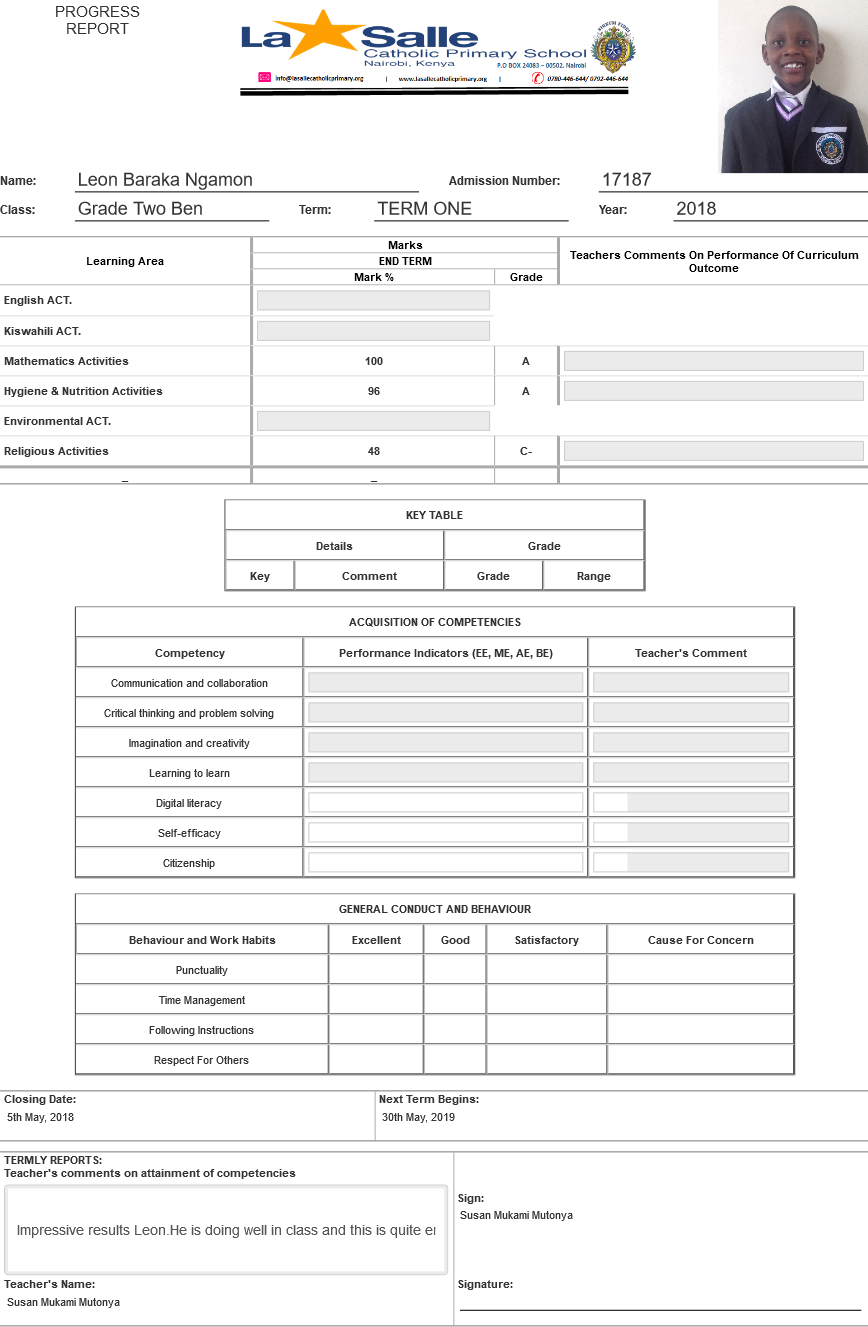 PROGRESS
REPORT
La Salle
Catholic Primary School
Nairobi, Kenya
P.O BOX 24083 – 00502, Nairobi
info@lasallecatholicprimary.org | www.lasallecatholicprimary.org | 0780-446-644/ 0792-446-644
Name: Leon Baraka Ngamon Admission Number: 17187
Class: Grade Two Ben Term: TERM ONE Year: 2018
Learning Area Marks Teachers Comments On Performance Of Curriculum Outcome
END TERM
Mark % Grade
English ACT.
Kiswahili ACT.
Mathematics Activities 100 A
Hygiene & Nutrition Activities 96 A
Environmental ACT.
Religious Activities 48 C-
_ _
KEY TABLE
Details Grade
Key Comment Grade Range
ACQUISITION OF COMPETENCIES
Competency Performance Indicators (EE, ME, AE, BE) Teacher's Comment
Communication and collaboration
Critical thinking and problem solving
Imagination and creativity
Learning to learn
Digital literacy
Self-efficacy
Citizenship
GENERAL CONDUCT AND BEHAVIOUR
Behaviour and Work Habits Excellent Good Satisfactory Cause For Concern
Punctuality
Time Management
Following Instructions
Respect For Others
Closing Date: Next Term Begins:
5th May, 2018 30th May, 2019
TERMLY REPORTS:
Teacher's comments on attainment of competencies
Impressive results Leon.He is doing well in class and this is quite
Sign:
Susan Mukami Mutonya
Teacher's Name: Signature:
Susan Mukami Mutonya